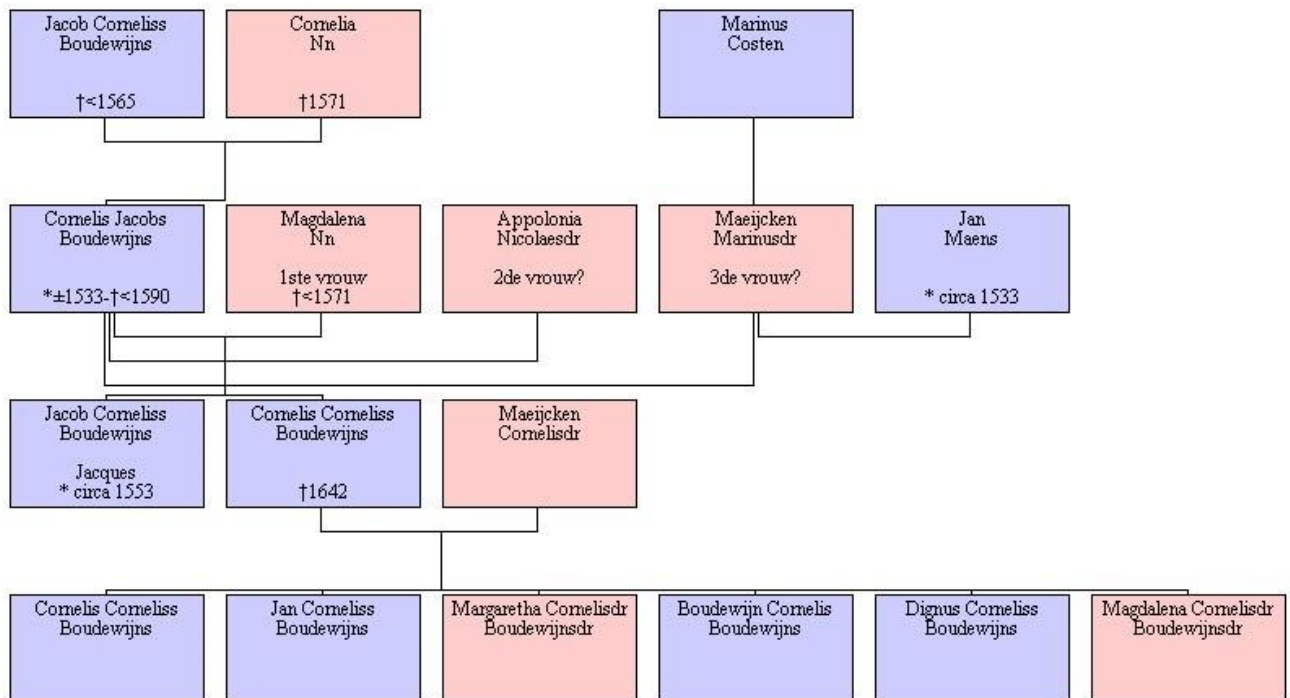 Jacob Corneliss
Boudewijns
†<1565
Cornelia
Nn
†1571
Marinus
Costen
Cornelis Jacobs
Boudewijns
*±1533-†<1590
Magdalena
Nn
1ste vrouw
†<1571
Appolonia
Nicolaesdr
2de vrouw?
Maeijcken
Marinusdr
3de vrouw?
Jan
Maens
* circa 1533
Jacob Corneliss
Boudewijns
Jacques
* circa 1553
Cornelis Corneliss
Boudewijns
†1642
Maeijcken
Cornelisdr
Cornelis Corneliss
Boudewijns
Jan Corneliss
Boudewijns
Margaretha Cornelisdr
Boudewijnsdr
Boudewijn Cornelis
Boudewijns
Dignus Corneliss
Boudewijns
Magdalena Cornelisdr
Boudewijnsdr